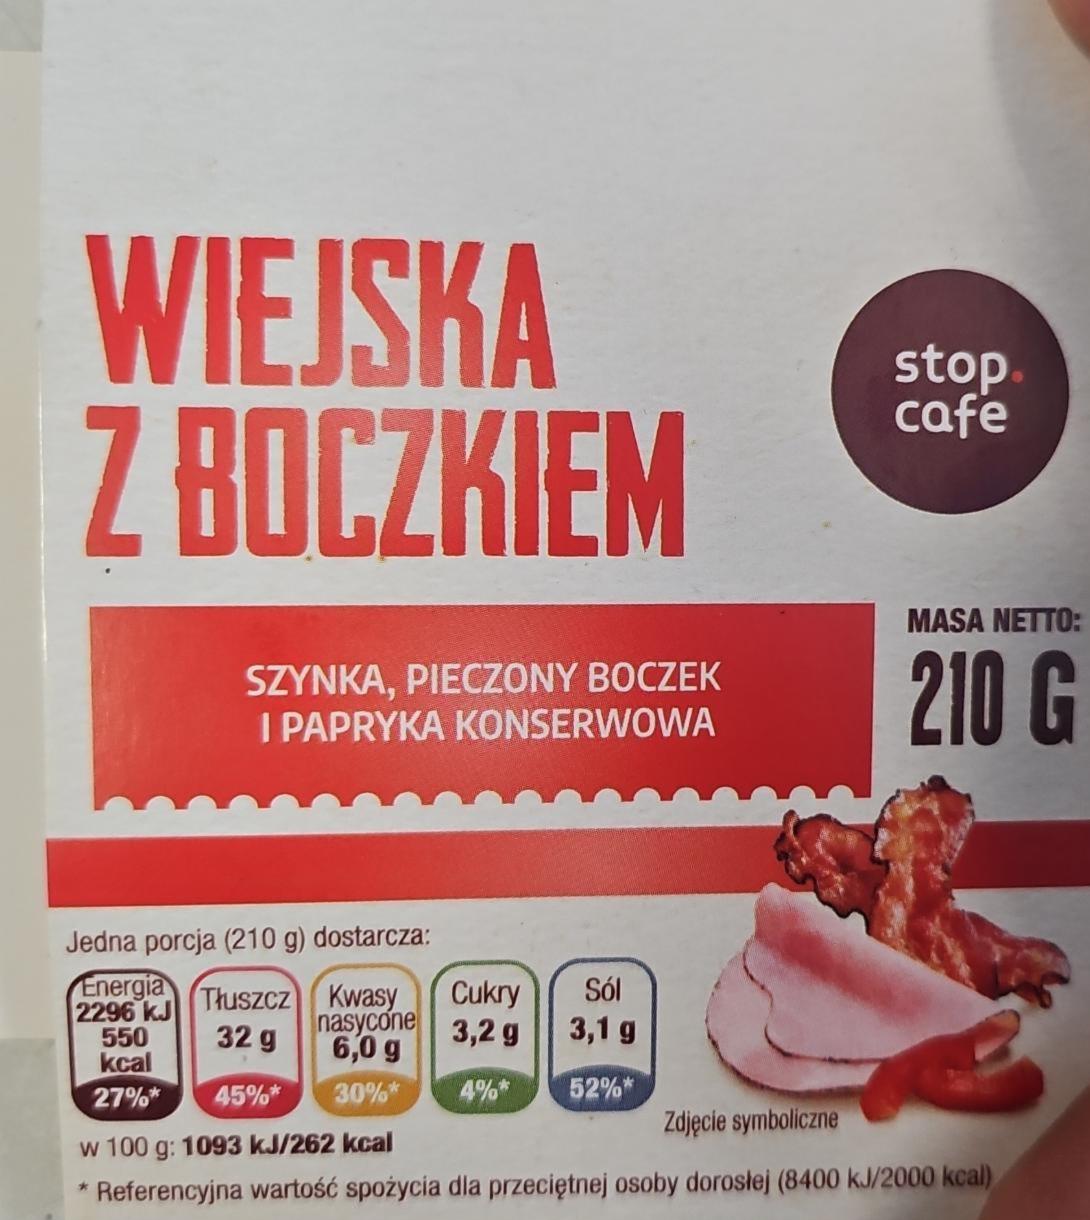 WIEJSKA
Z BOCZKIEM
stop.
cafe
SZYNKA, PIECZONY BOCZEK
I PAPRYKA KONSERWOWA
MASA NETTO:
210 G
Jedna porcja (210 g) dostarcza:
Energia
2296 kJ
550
kcal
27%*
Tłuszcz
32 g
45%*
Kwasy
nasycone
6,0 g
30%*
Cukry
3,2 g
4%*
Sól
3,1 g
52%*
Zdjęcie symboliczne
w 100 g: 1093 kJ/262 kcal
* Referencyjna wartość spożycia dla przeciętnej osoby dorosłej (8400 kJ/2000 kcal)